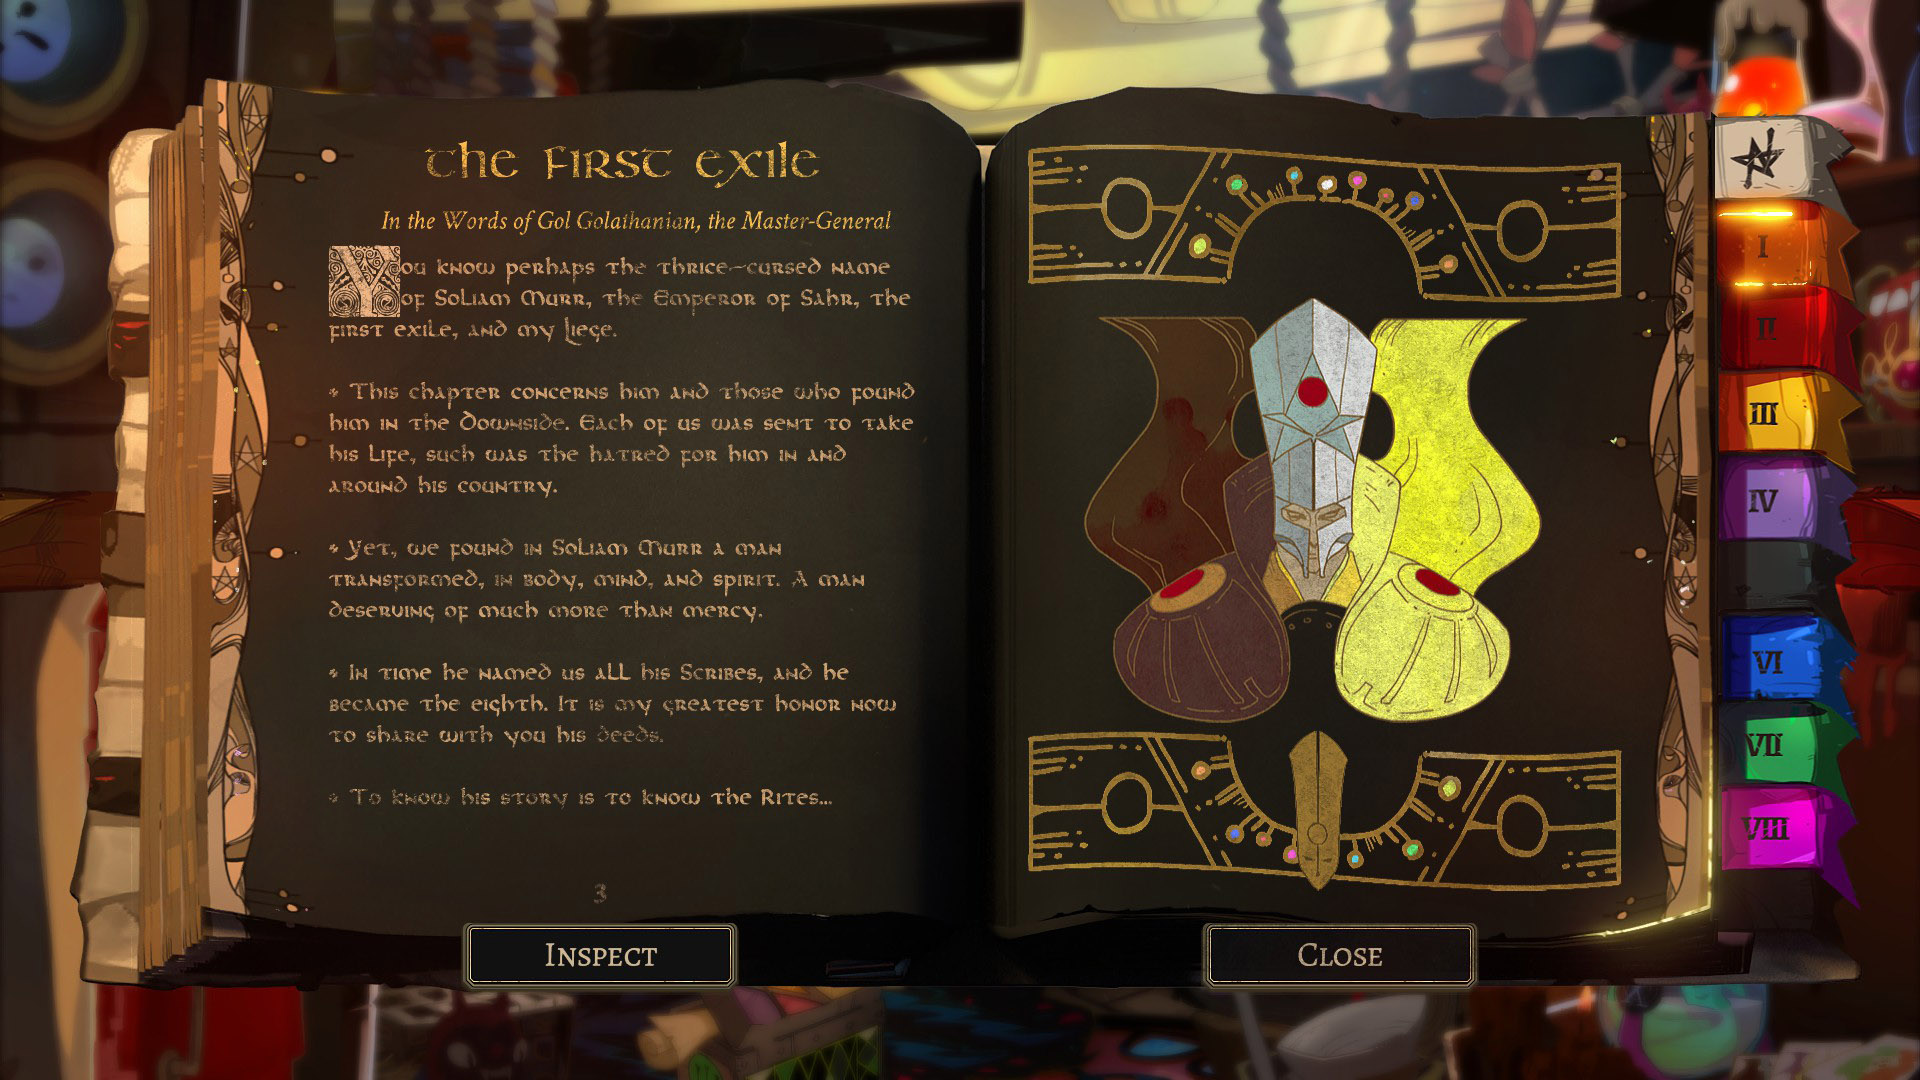 The First Exile
In the Words of Gol Golathanian, the Master-General
You know perhaps the thrice-cursed name
of Soliam Murr, the Emperor of Sahr, the
first exile, and my liege.
This chapter concerns him and those who found
him in the Downside. Each of us was sent to take
his life, such was the hatred for him in and
around his country.
Yet, we found in Soliam Murr a man
transformed, in body, mind, and spirit. A man
deserving of much more than mercy.
In time he named us all his Scribes, and he
became the eighth. It is my greatest honor now
to share with you his deeds.
To know his story is to know the Rites...
3
Inspect
Close
I
II
III
IV
VI
VII
VIII